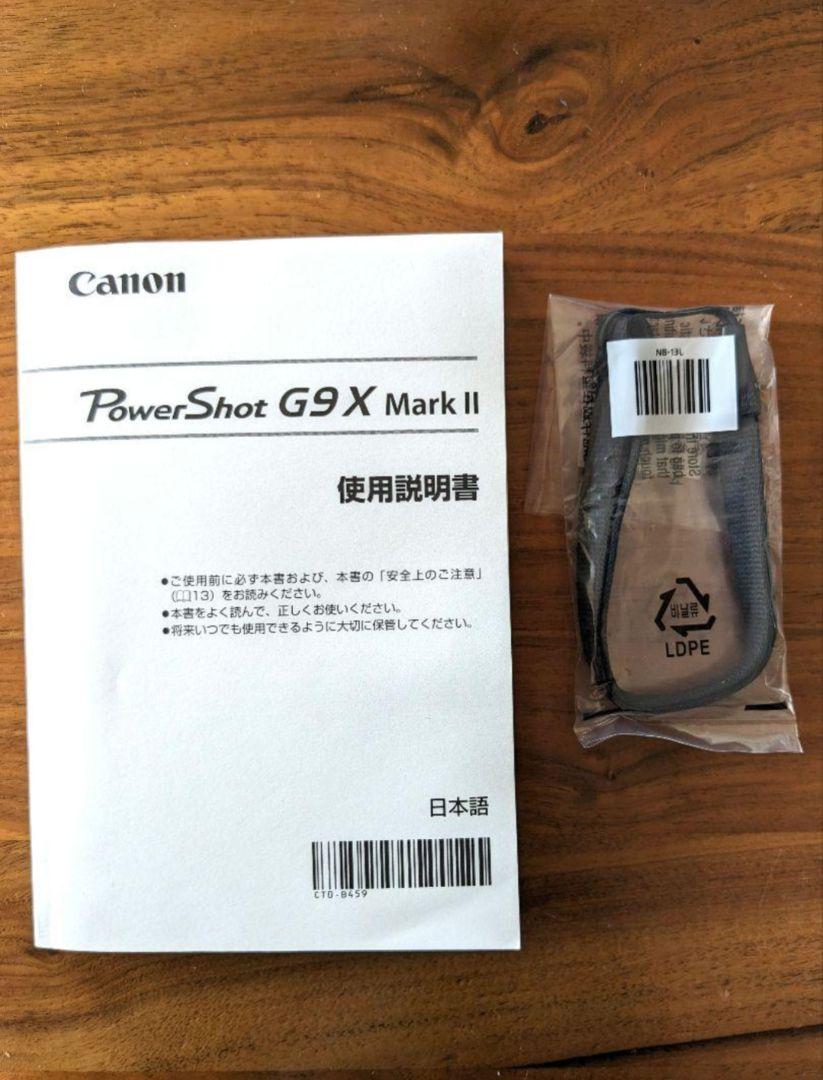 Canon
PowerShot G9 X Mark II
使用説明書
●ご使用前に必ず本書および、本書の「安全上のご注意」
(📖13)をお読みください。
●本書をよく読んで、正しくお使いください。
●将来いつでも使用できるように大切に保管してください。
日本語
CT0-B459
NB-13L
비닐류
LDPE